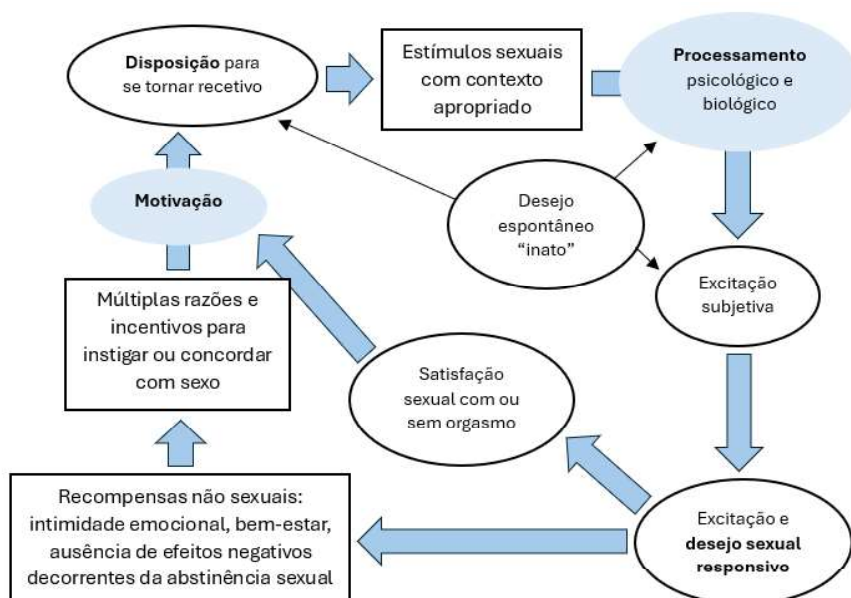 Disposição para
se tornar recetivo
Estímulos sexuais
com contexto
apropriado
Processamento
psicológico e
biológico
Motivação
Desejo
espontâneo
“inato”
Excitação
subjetiva
Múltiplas razões e
incentivos para
instigar ou concordar
com sexo
Satisfação
sexual com ou
sem orgasmo
Recompensas não sexuais:
intimidade emocional, bem-estar,
ausência de efeitos negativos
decorrentes da abstinência sexual
Excitação e
desejo sexual
responsivo